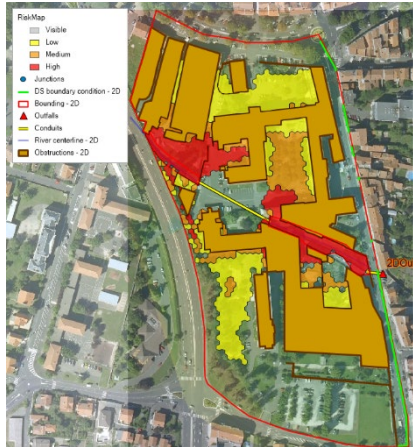 RiskMap
Visible
Low
Medium
High
Junctions
DS boundary condition - 2D
Bounding - 2D
Outfalls
Conduits
River centerline - 2D
Obstructions - 2D